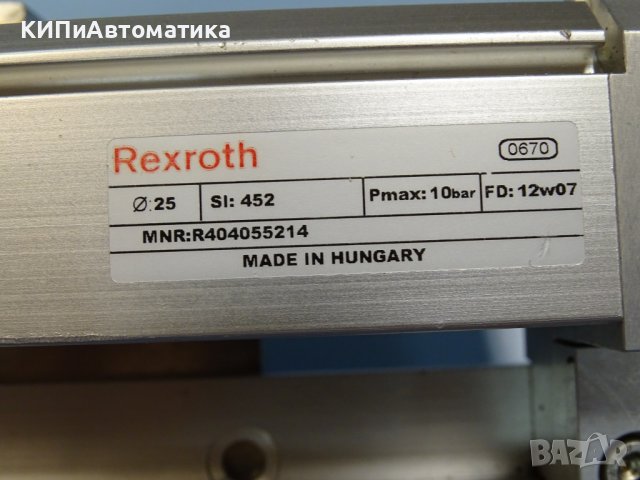 КИПиАвтоматика
Rexroth
0670
Ø:25 SI: 452 Pmax: 10bar FD: 12w07
MNR:R404055214
MADE IN HUNGARY
BAZAR